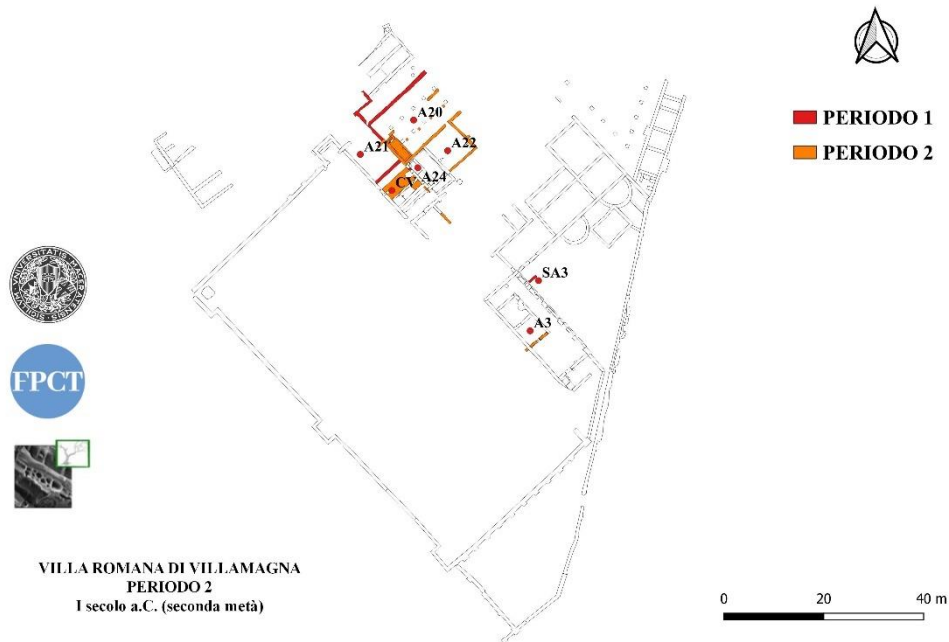 PERIODO 1
PERIODO 2
A20
A21
A22
A24
CV
SA3
A3
FPCT
VILLA ROMANA DI VILLAMAGNA
PERIODO 2
I secolo a.C. (seconda metà)
0 20 40 m